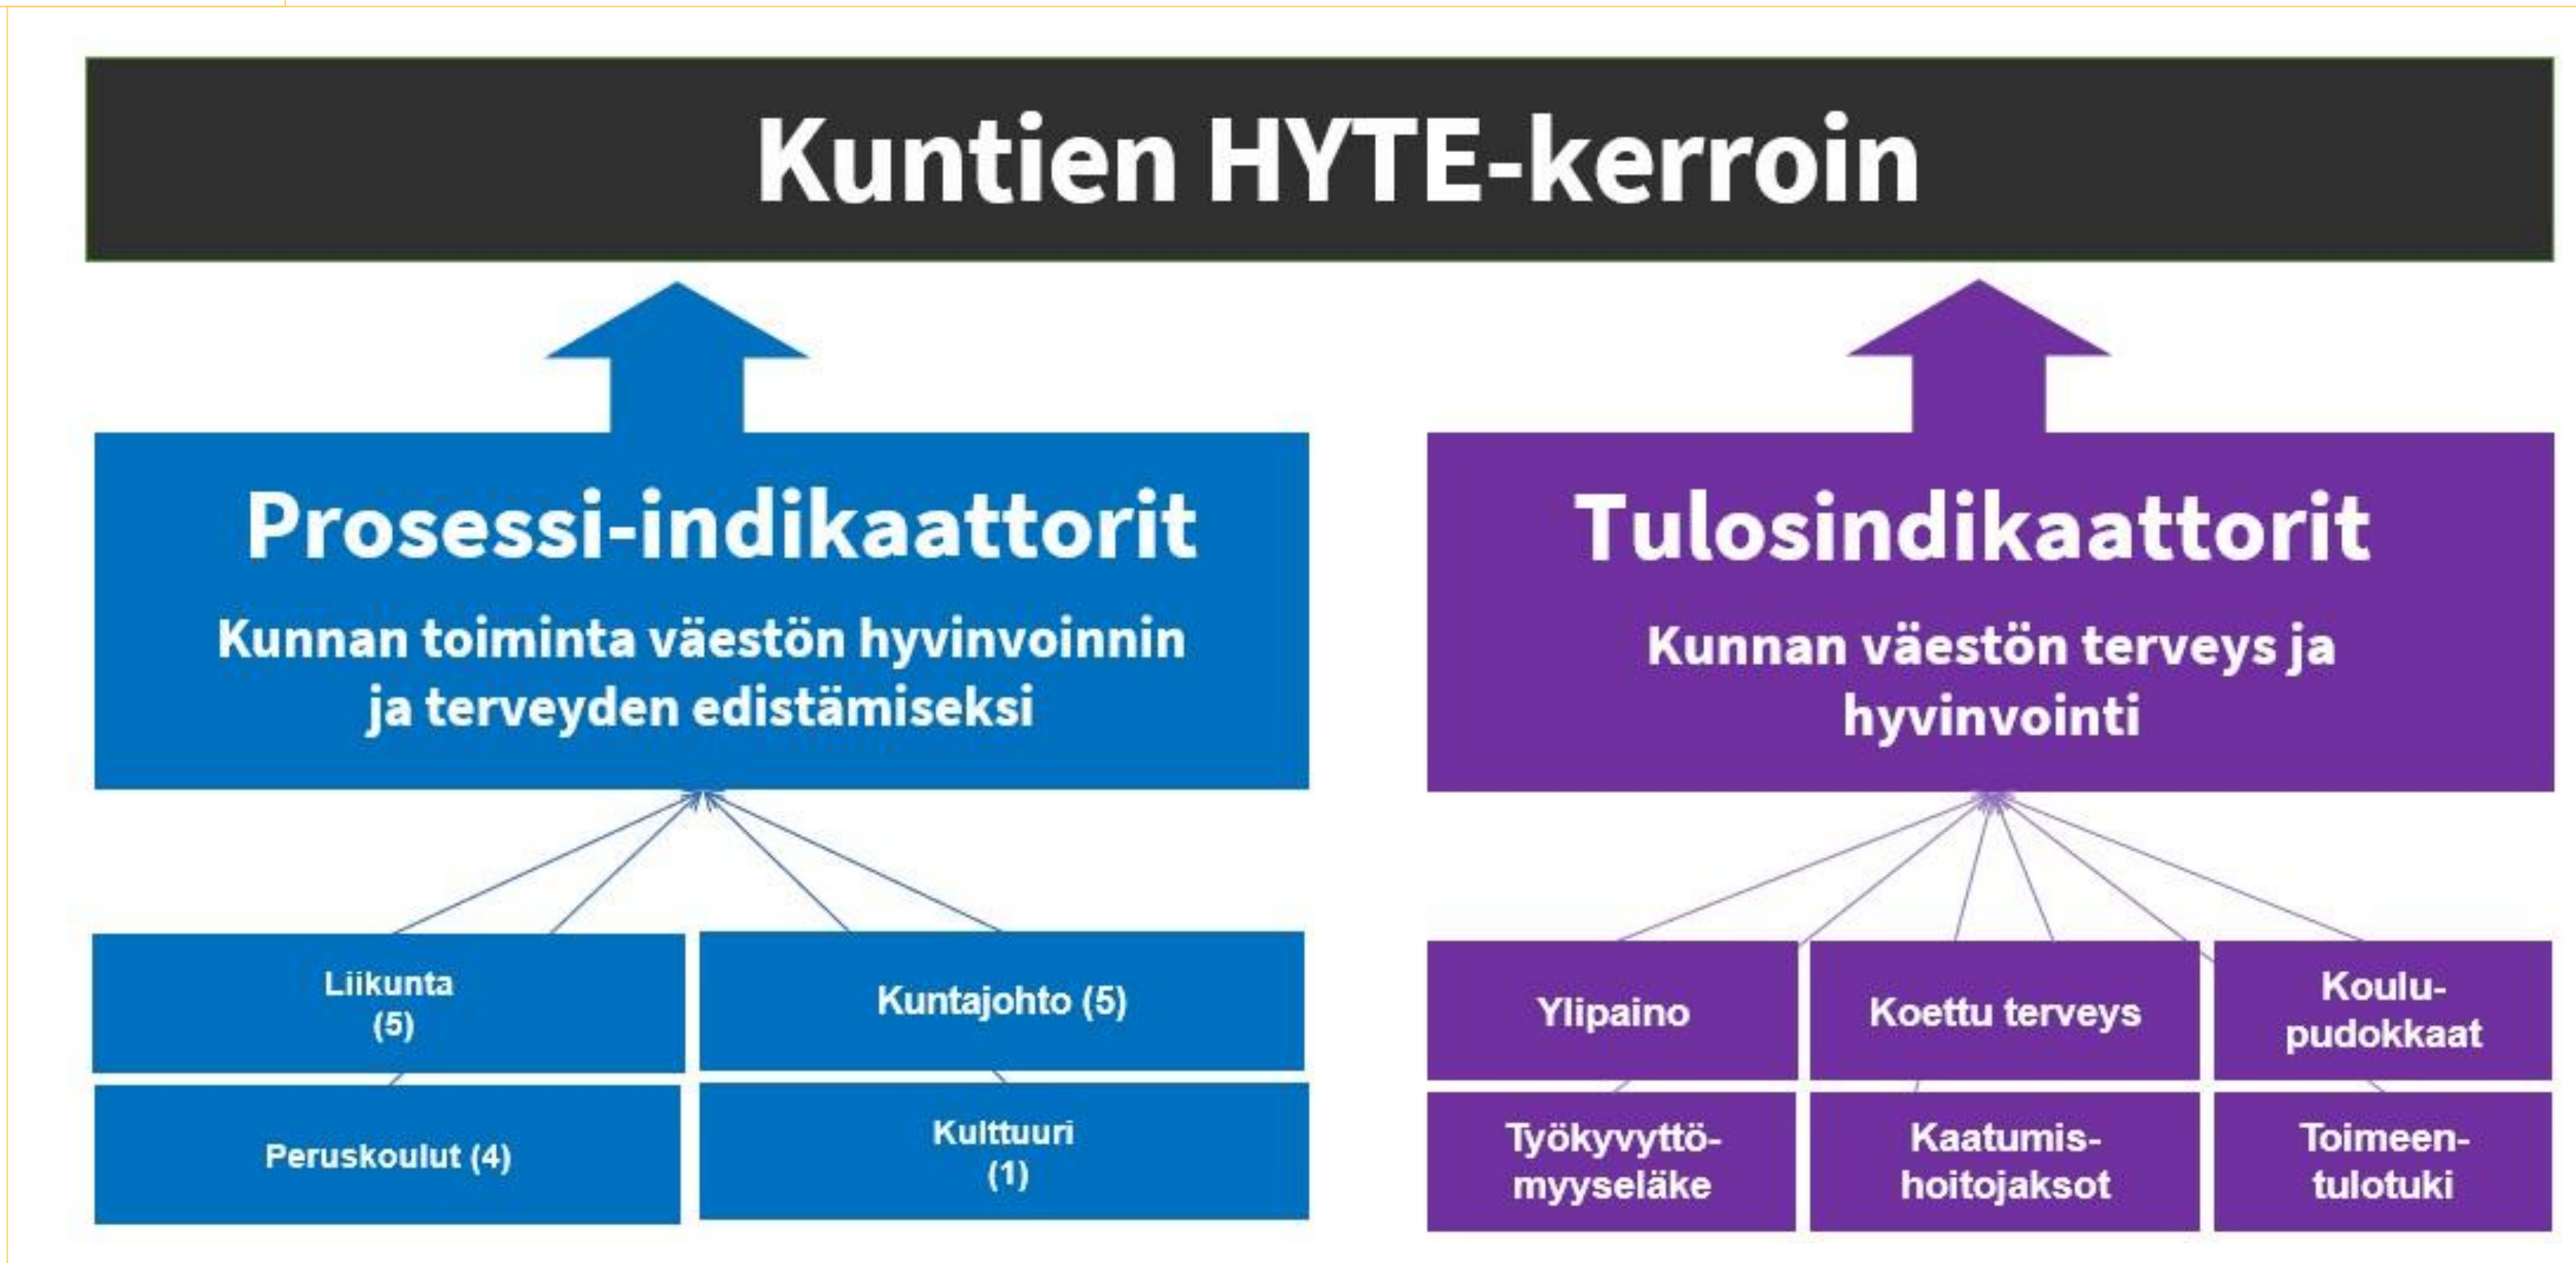 Kuntien HYTE-kerroin
Prosessi-indikaattorit
Kunnan toiminta väestön hyvinvoinnin
ja terveyden edistämiseksi
Liikunta
(5)
Kuntajohto (5)
Peruskoulut (4)
Kulttuuri
(1)
Tulosindikaattorit
Kunnan väestön terveys ja
hyvinvointi
Ylipaino
Koettu terveys
Koulu-
pudokkaat
Työkyvyttö-
myyseläke
Kaatumis-
hoitojaksot
Toimeen-
tulotuki